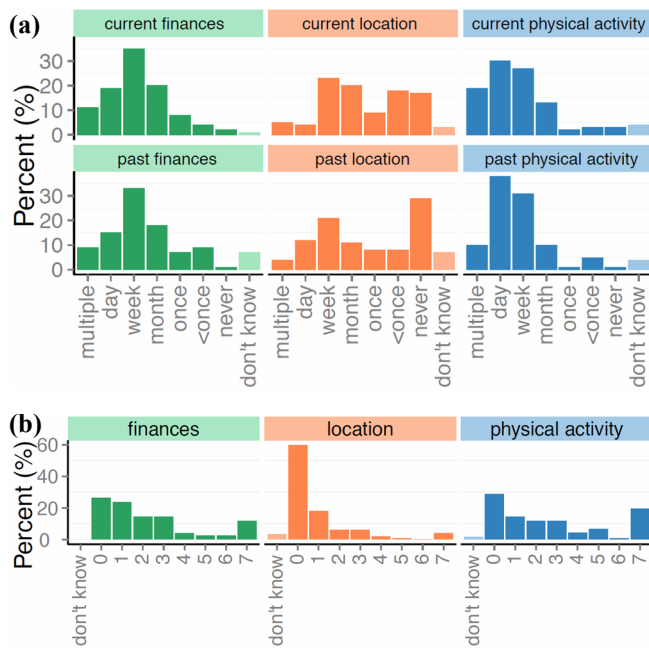 (a)
current finances current location current physical activity
30
20
10
0
past finances past location past physical activity
30
20
10
0
Percent (%)
multiple day week month once <once never don't know multiple day week month once <once never don't know multiple day week month once <once never don't know
(b)
finances location physical activity
60
40
20
0
Percent (%)
don't know 0 1 2 3 4 5 6 7 don't know 0 1 2 3 4 5 6 7 don't know 0 1 2 3 4 5 6 7